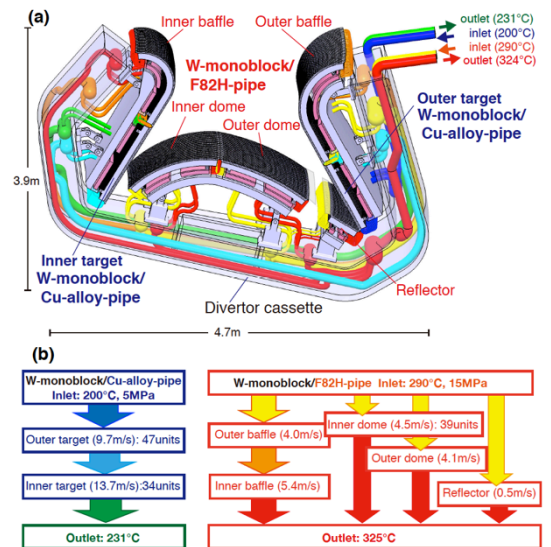 (a)
Inner baffle
Outer baffle
outlet (231°C)
inlet (200°C)
inlet (290°C)
outlet (324°C)
W-monoblock/
F82H-pipe
Inner dome
Outer dome
Outer target
W-monoblock/
Cu-alloy-pipe
3.9m
Inner target
W-monoblock/
Cu-alloy-pipe
Divertor cassette
Reflector
4.7m
(b)
W-monoblock/Cu-alloy-pipe
Inlet: 200°C, 5MPa
Outer target (9.7m/s): 47units
Inner target (13.7m/s):34units
Outlet: 231°C
W-monoblock/F82H-pipe Inlet: 290°C, 15MPa
Inner dome (4.5m/s): 39units
Outer baffle (4.0m/s)
Outer dome (4.1m/s)
Inner baffle (5.4m/s)
Reflector (0.5m/s)
Outlet: 325°C